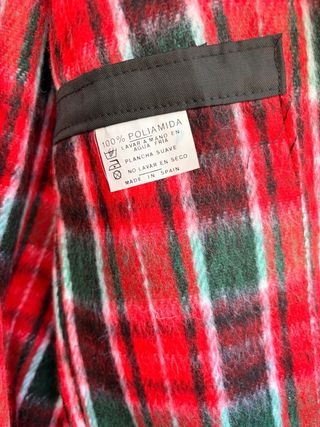 100% POLIAMIDA
LAVAR A MANO EN
AGUA FRIA
PLANCHA SUAVE
NO LAVAR EN SECO
MADE IN SPAIN